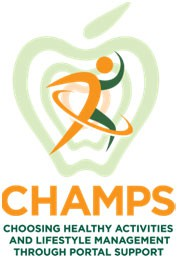 CHAMPS
CHOOSING HEALTHY ACTIVITIES
AND LIFESTYLE MANAGEMENT
THROUGH PORTAL SUPPORT